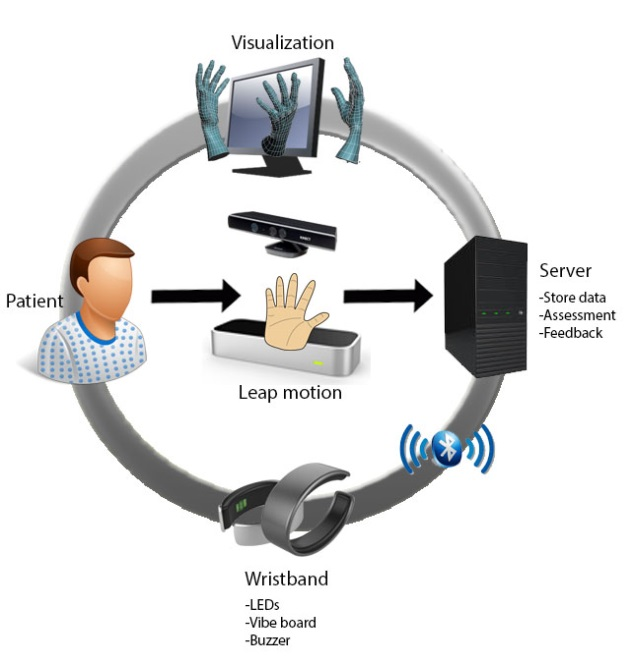 Visualization
Patient
Leap motion
Server
-Store data
-Assessment
-Feedback
Wristband
-LEDs
-Vibe board
-Buzzer